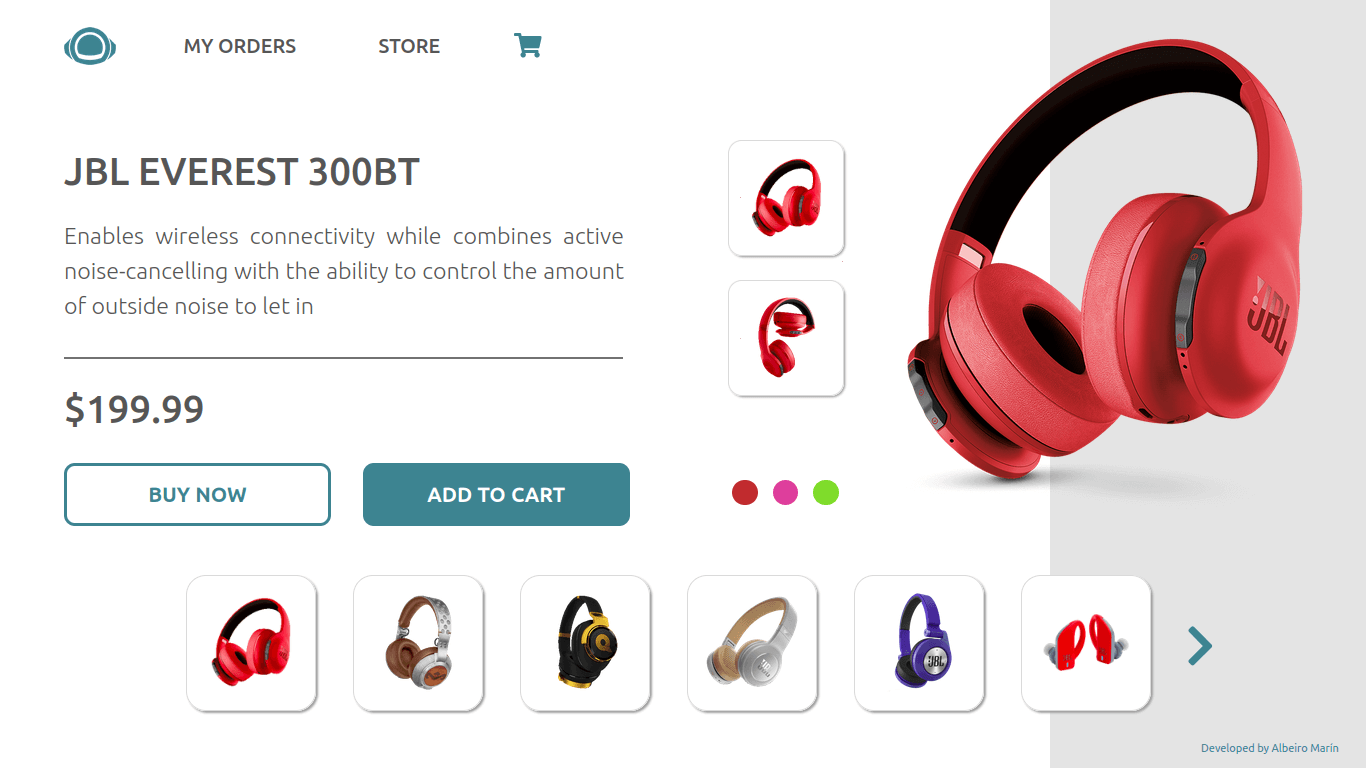 MY ORDERS
STORE
JBL EVEREST 300BT
Enables wireless connectivity while combines active
noise-cancelling with the ability to control the amount
of outside noise to let in
$199.99
BUY NOW
ADD TO CART
JBL
JBL
Developed by Albeiro Marín